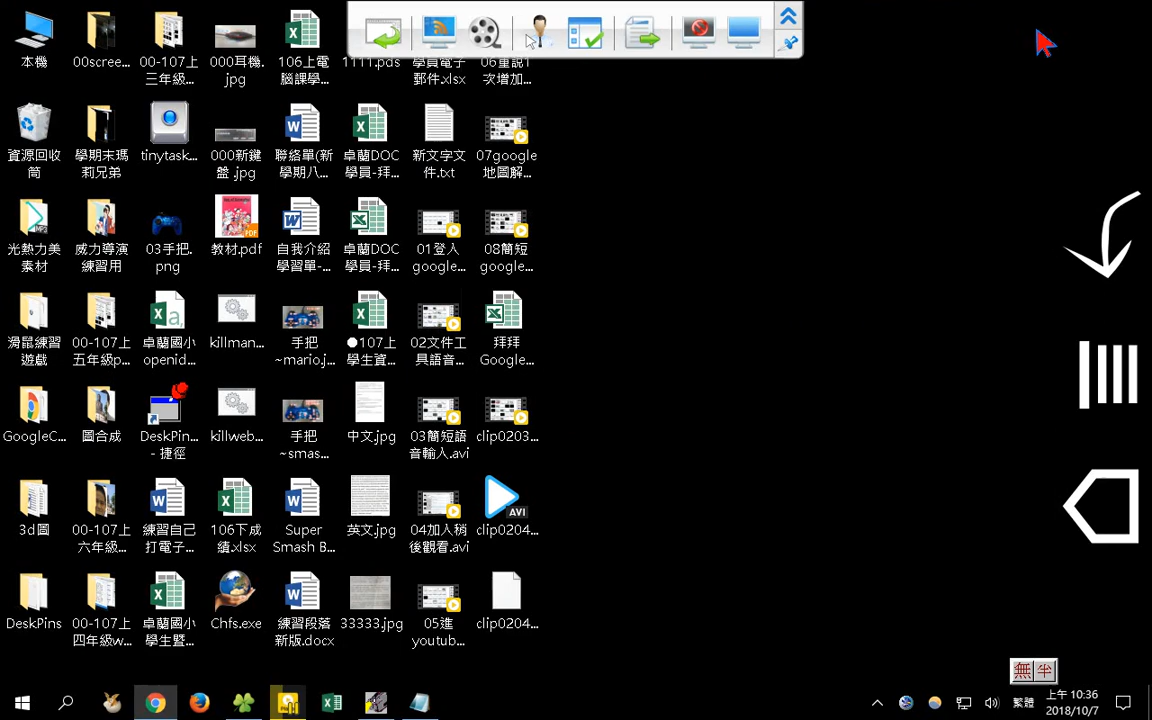 本機
00scree...
00-107上
三年級...
000耳機.
jpg
106上電
腦課學...
1111.pds
學員電子
郵件.xlsx
06重說1
次增加...
資源回收
筒
學期末瑪
莉兄弟
tinytask...
000新鍵
盤.jpg
聯絡單(新
學期八...
卓蘭DOC
學員-拜...
新文字文
件.txt
07google
地圖解...
光熱力美
素材
威力導演
練習用
03手把.
png
教材.pdf
自我介紹
學習單-...
卓蘭DOC
學員-拜...
01登入
google...
08簡短
google...
滑鼠練習
遊戲
00-107上
五年級p...
卓蘭國小
openid...
killman...
手把
~mario.j...
●107上
學生資...
02文件工
具語音...
拜拜
Google...
GoogleC...
圖合成
DeskPin...
- 捷徑
killweb...
手把
~smas...
中文.jpg
03簡短語
音輸入.avi
clip0203...
3d圖
00-107上
六年級...
練習自己
打電子...
106下成
績.xlsx
Super
Smash B...
英文.jpg
04加入稍
後觀看.avi
AVI
clip0204...
DeskPins
00-107上
四年級w...
卓蘭國小
學生暨...
Chfs.exe
練習段落
新版.docx
33333.jpg
05進
youtub...
clip0204...
無 半
繁體
上午 10:36
2018/10/7